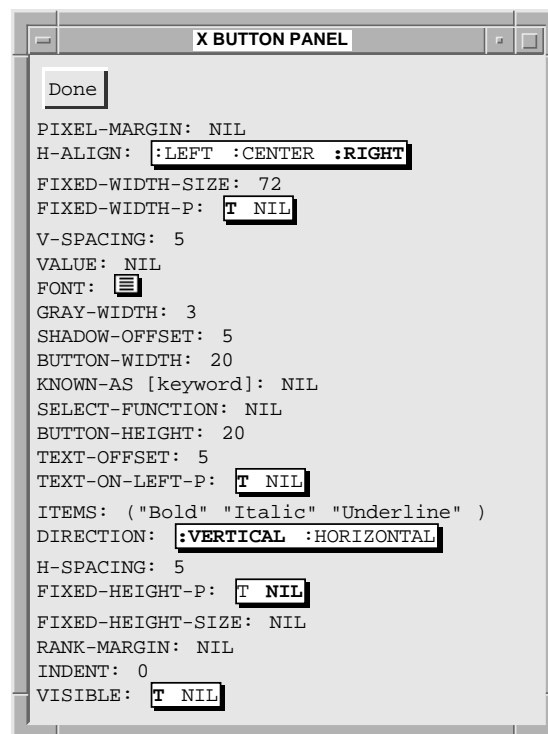 X BUTTON PANEL
Done
PIXEL-MARGIN: NIL
H-ALIGN: :LEFT :CENTER :RIGHT
FIXED-WIDTH-SIZE: 72
FIXED-WIDTH-P: T NIL
V-SPACING: 5
VALUE: NIL
FONT:
GRAY-WIDTH: 3
SHADOW-OFFSET: 5
BUTTON-WIDTH: 20
KNOWN-AS [keyword]: NIL
SELECT-FUNCTION: NIL
BUTTON-HEIGHT: 20
TEXT-OFFSET: 5
TEXT-ON-LEFT-P: T NIL
ITEMS: ("Bold" "Italic" "Underline" )
DIRECTION: :VERTICAL :HORIZONTAL
H-SPACING: 5
FIXED-HEIGHT-P: T NIL
FIXED-HEIGHT-SIZE: NIL
RANK-MARGIN: NIL
INDENT: 0
VISIBLE: T NIL